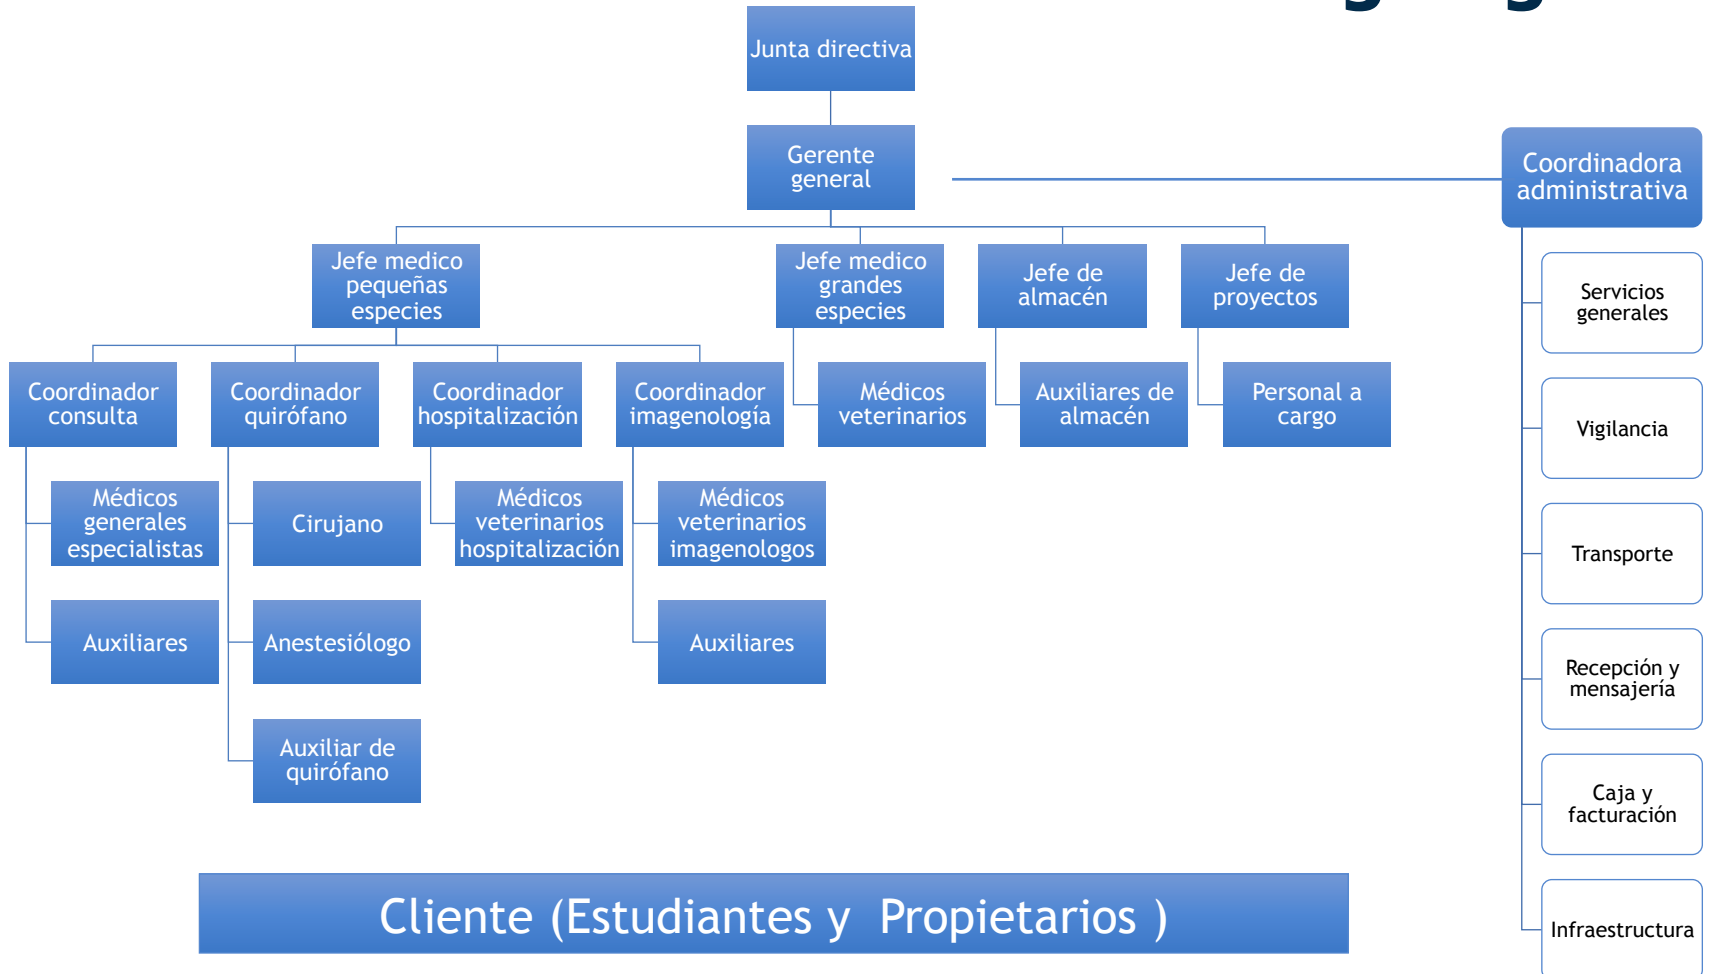 Junta directiva
Gerente
general
Coordinadora
administrativa
Jefe medico
pequeñas
especies
Jefe medico
grandes
especies
Jefe de
almacén
Jefe de
proyectos
Coordinador
consulta
Coordinador
quirófano
Coordinador
hospitalización
Coordinador
imagenología
Médicos
veterinarios
Auxiliares de
almacén
Personal a
cargo
Médicos
generales
especialistas
Cirujano
Médicos
veterinarios
hospitalización
Médicos
veterinarios
imagenologos
Auxiliares
Anestesiólogo
Auxiliares
Auxiliar de
quirófano
Servicios
generales
Vigilancia
Transporte
Recepción y
mensajería
Caja y
facturación
Infraestructura
Cliente (Estudiantes y  Propietarios )